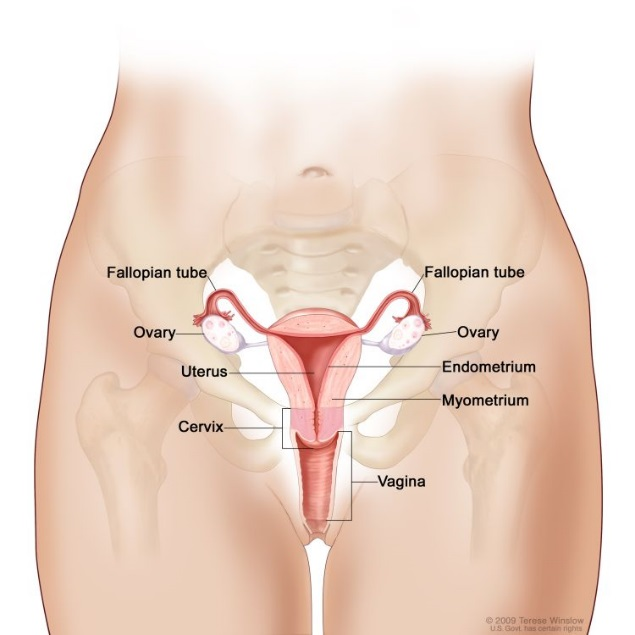 Fallopian tube
Fallopian tube
Ovary
Ovary
Uterus
Endometrium
Myometrium
Cervix
Vagina
© 2009 Terese Winslow
U.S. Govt. has certain rights